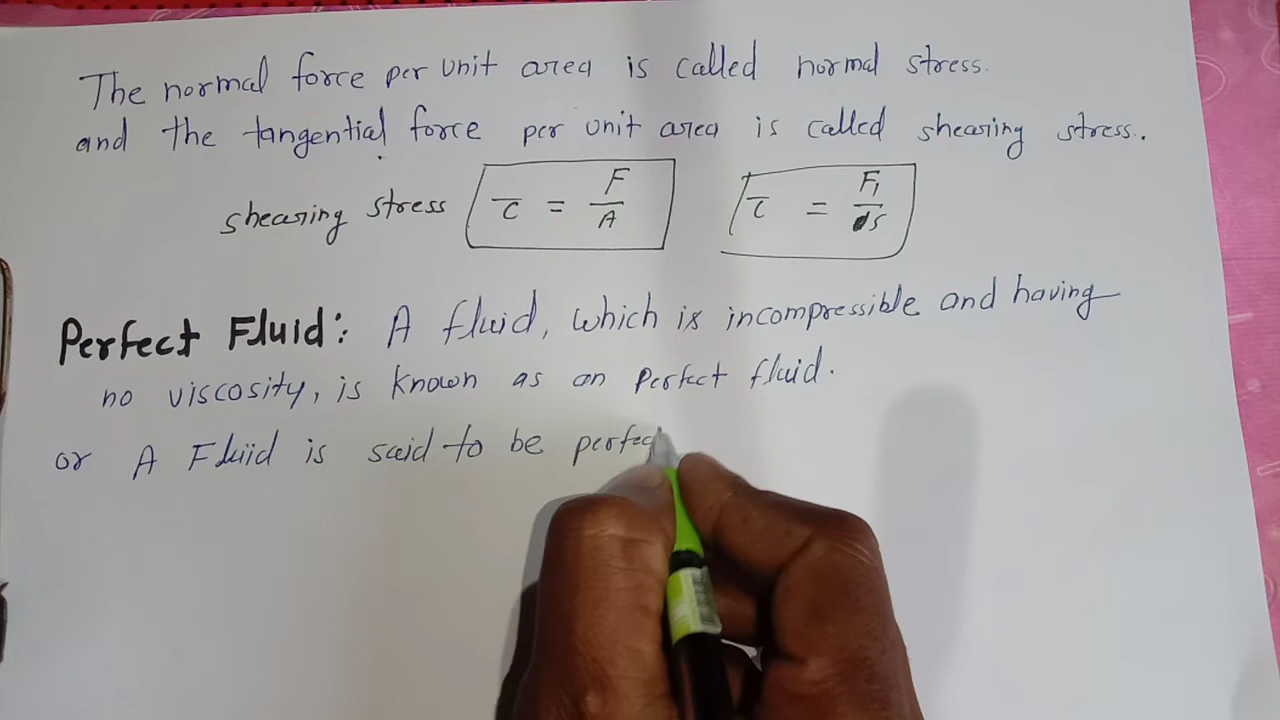 The normal force per unit area is called normal stress.
and the tangential force per unit area is called shearing stress.
shearing stress τ = F/A τ = F₁/ds
Perfect Fluid: A fluid, which is incompressible and having
no viscosity, is known as an perfect fluid.
or A Fluid is said to be perfec